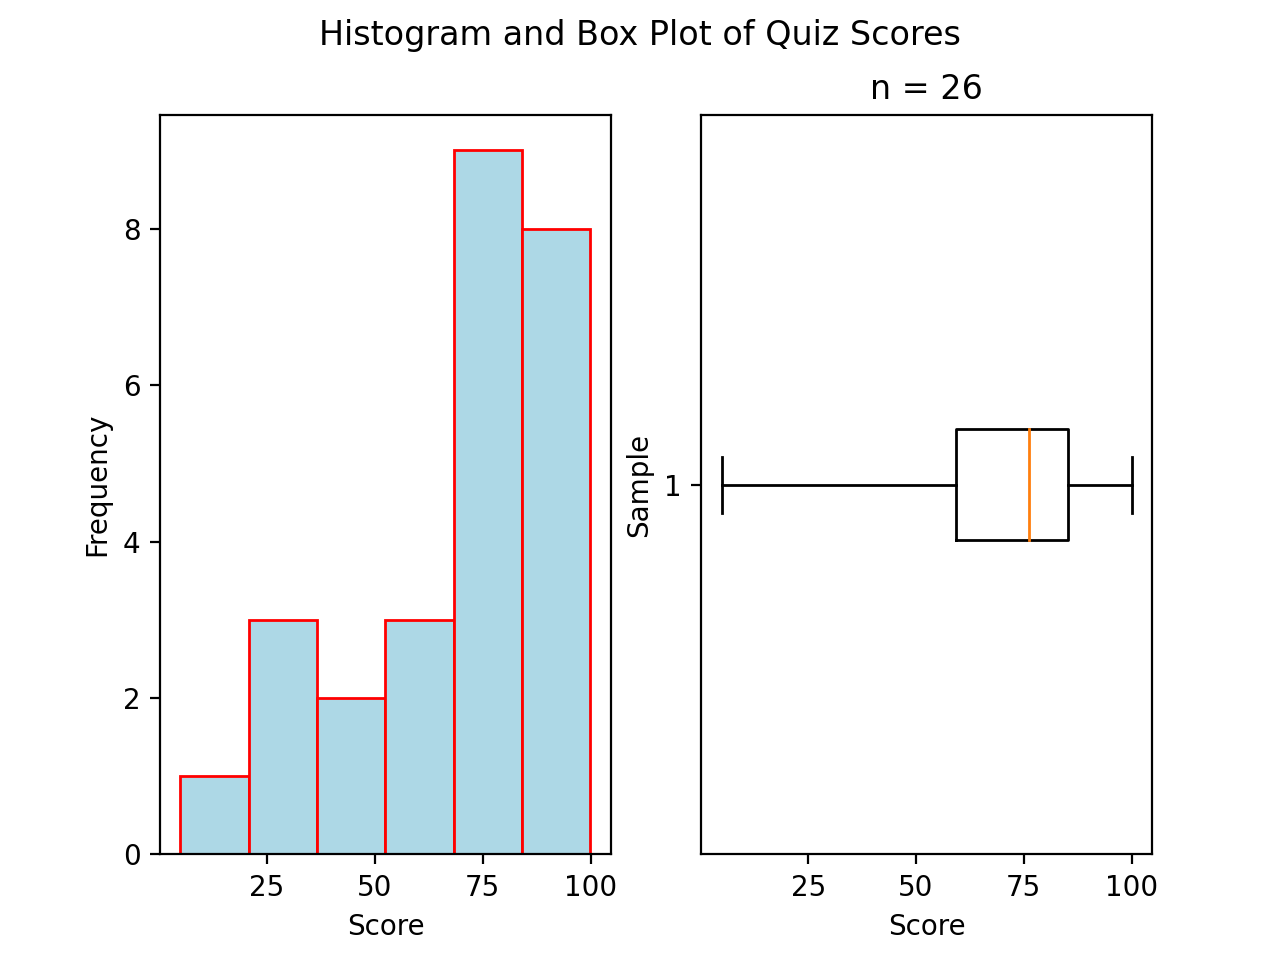 Histogram and Box Plot of Quiz Scores
Frequency
8
6
4
2
0
25 50 75 100
Score
n = 26
Sample
1
25 50 75 100
Score